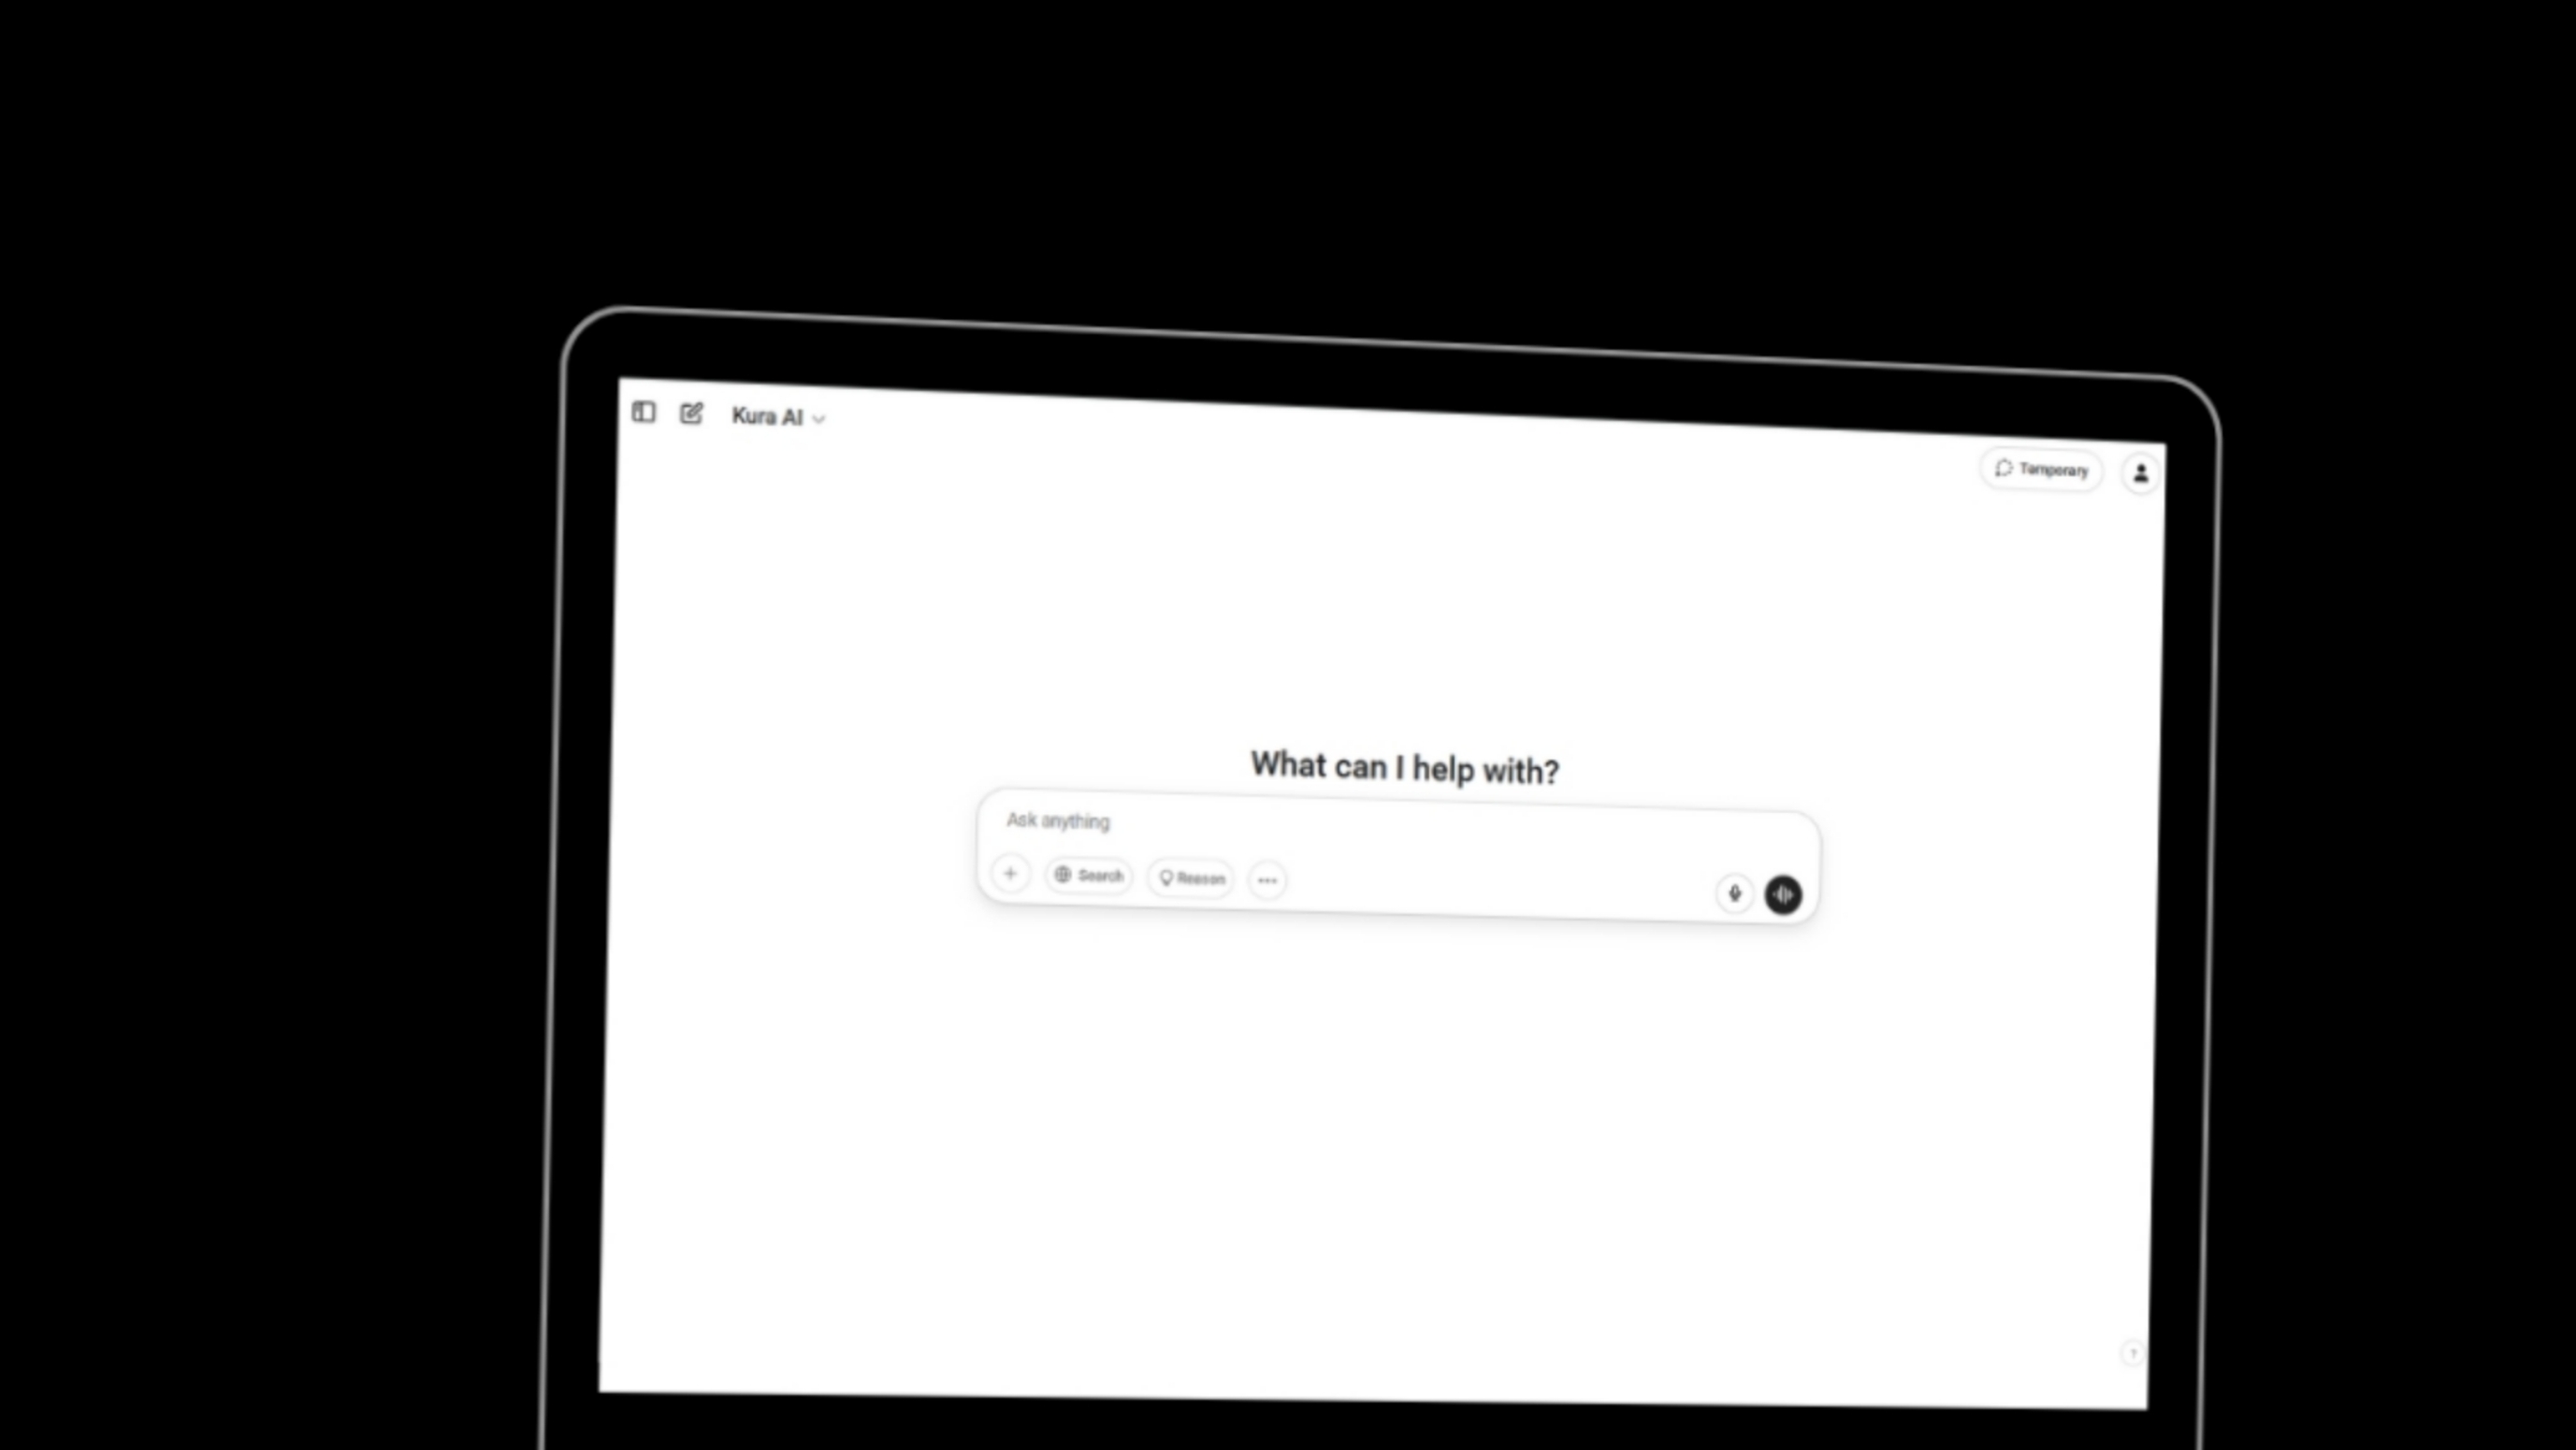 Kura AI
Temporary
What can I help with?
Ask anything
Search
Reason
?